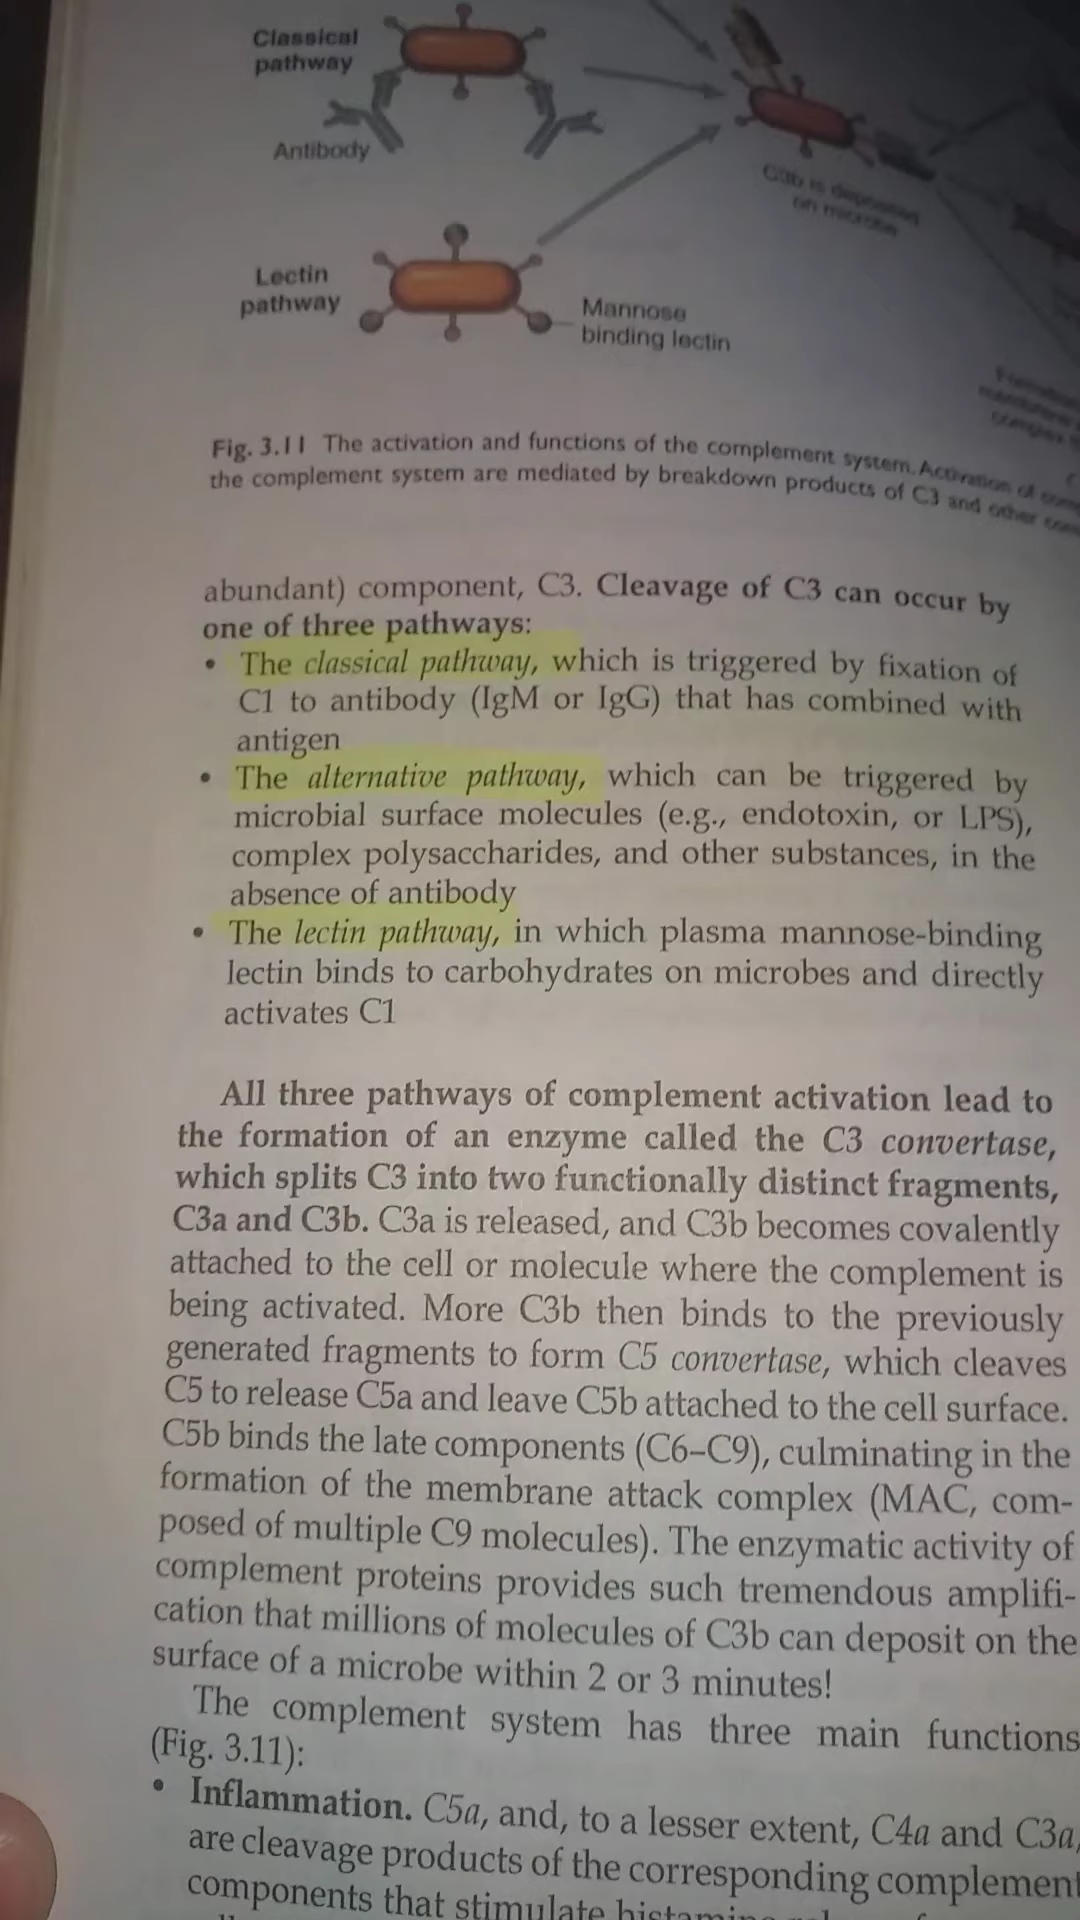 Classical
pathway
Antibody
C3b is deposited
on microbe
Lectin
pathway
Mannose
binding lectin
Fig. 3.11 The activation and functions of the complement system. Activation of
the complement system are mediated by breakdown products of C3 and other
abundant) component, C3. Cleavage of C3 can occur by
one of three pathways:
• The classical pathway, which is triggered by fixation of
C1 to antibody (IgM or IgG) that has combined with
antigen
• The alternative pathway, which can be triggered by
microbial surface molecules (e.g., endotoxin, or LPS),
complex polysaccharides, and other substances, in the
absence of antibody
• The lectin pathway, in which plasma mannose-binding
lectin binds to carbohydrates on microbes and directly
activates C1
All three pathways of complement activation lead to
the formation of an enzyme called the C3 convertase,
which splits C3 into two functionally distinct fragments,
C3a and C3b. C3a is released, and C3b becomes covalently
attached to the cell or molecule where the complement is
being activated. More C3b then binds to the previously
generated fragments to form C5 convertase, which cleaves
C5 to release C5a and leave C5b attached to the cell surface.
C5b binds the late components (C6–C9), culminating in the
formation of the membrane attack complex (MAC, com-
posed of multiple C9 molecules). The enzymatic activity of
complement proteins provides such tremendous amplifi-
cation that millions of molecules of C3b can deposit on the
surface of a microbe within 2 or 3 minutes!
The complement system has three main functions
(Fig. 3.11):
• Inflammation. C5a, and, to a lesser extent, C4a and C3a,
are cleavage products of the corresponding complement
components that stimulate